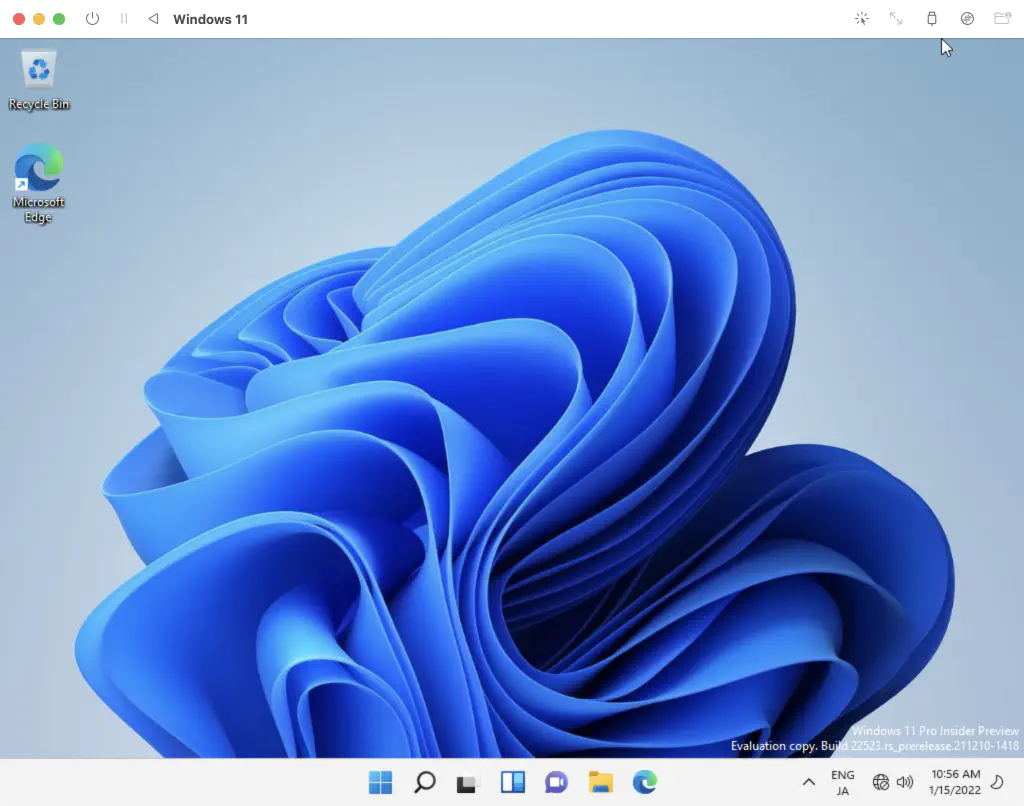 Windows 11
Recycle Bin
Microsoft
Edge
Windows 11 Pro Insider Preview
Evaluation copy. Build 22523.rs_prerelease.211210-1418
ENG
JA
10:56 AM
1/15/2022